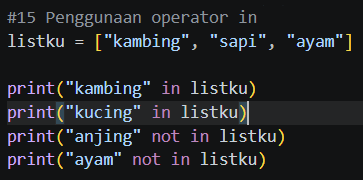 #15 Penggunaan operator in
listku = ["kambing", "sapi", "ayam"]
print("kambing" in listku)
print("kucing" in listku)
print("anjing" not in listku)
print("ayam" not in listku)